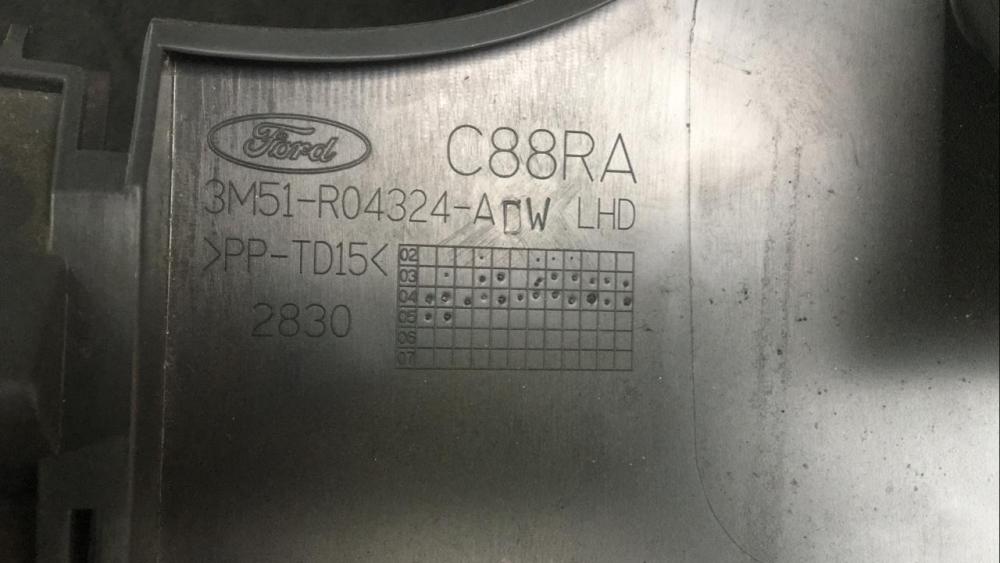 Ford
C88RA
3M51-R04324-ADW LHD
>PP-TD15<
2830
02
03
04
05
06
07